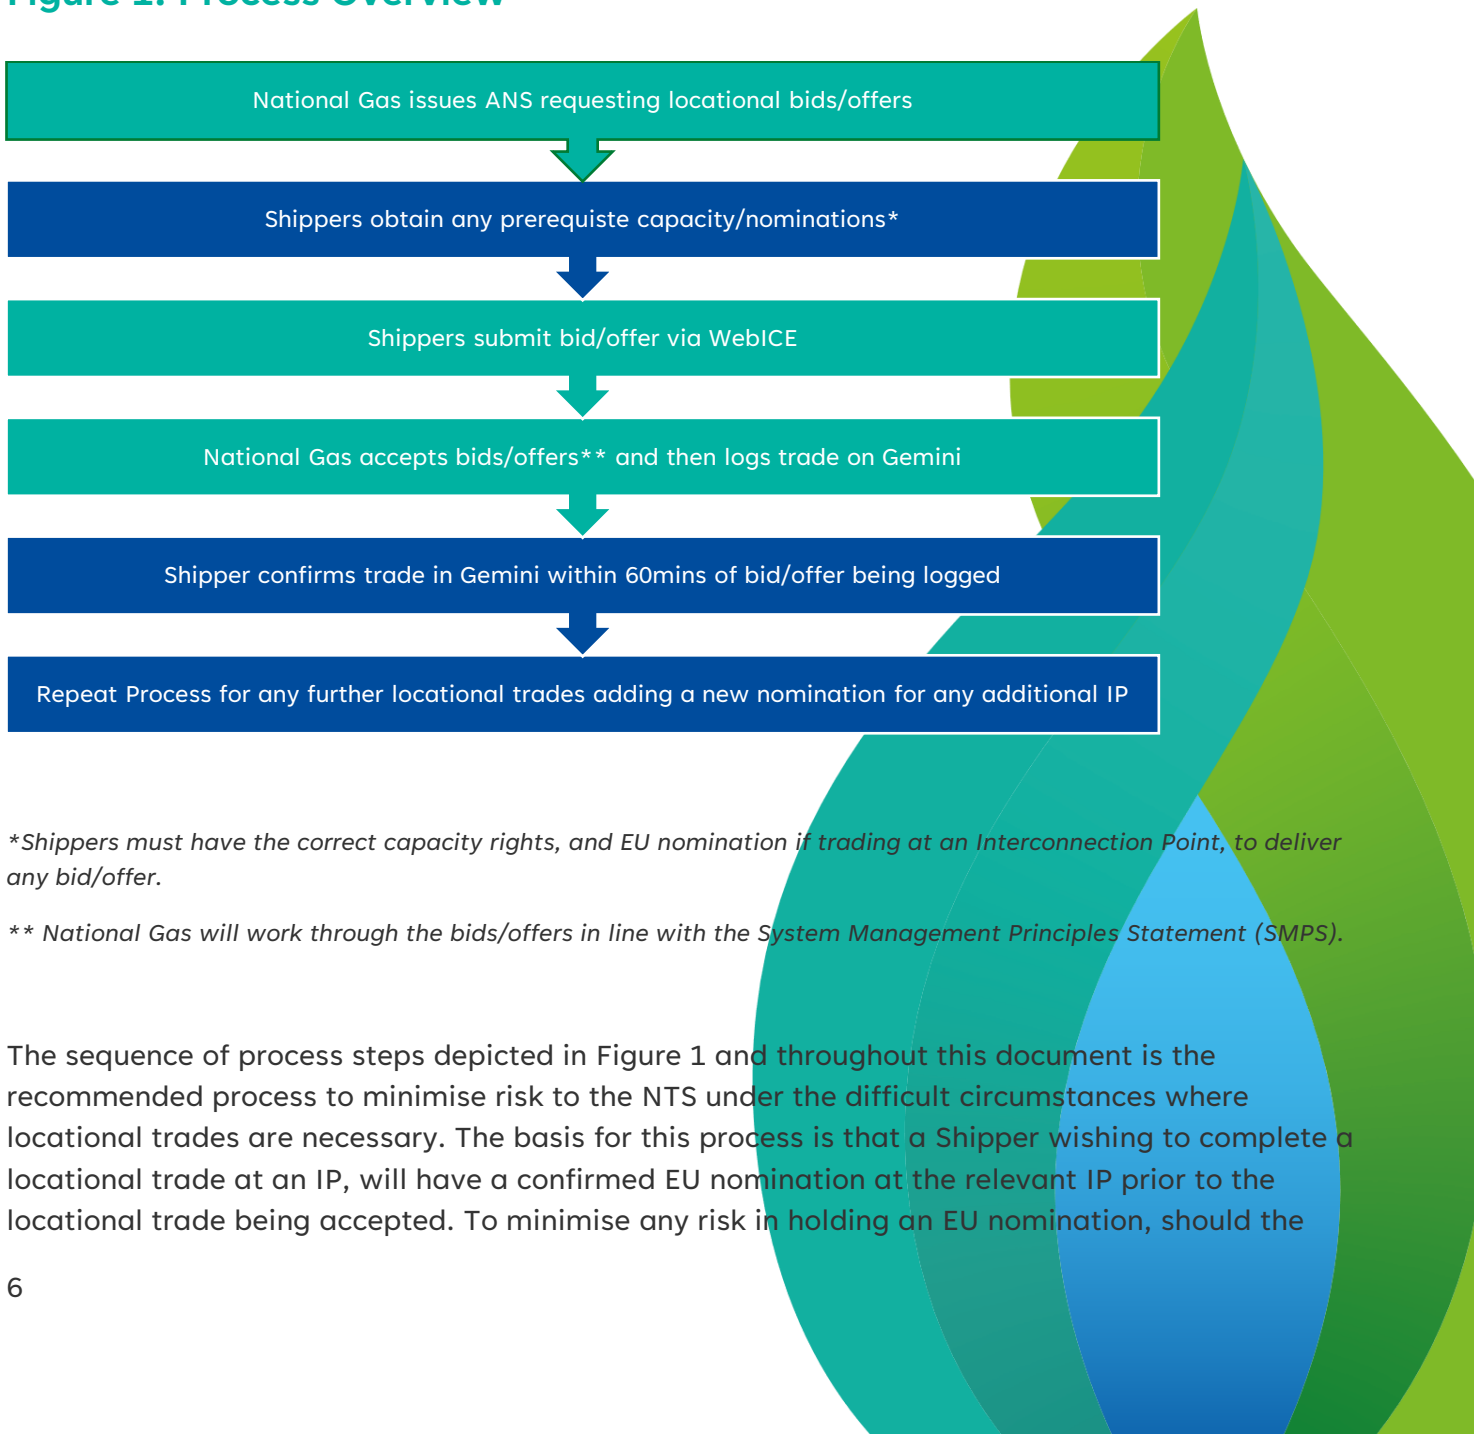 Figure 1: Process Overview
National Gas issues ANS requesting locational bids/offers
Shippers obtain any prerequiste capacity/nominations*
Shippers submit bid/offer via WebICE
National Gas accepts bids/offers** and then logs trade on Gemini
Shipper confirms trade in Gemini within 60mins of bid/offer being logged
Repeat Process for any further locational trades adding a new nomination for any additional IP
*Shippers must have the correct capacity rights, and EU nomination if trading at an Interconnection Point, to deliver
any bid/offer.
** National Gas will work through the bids/offers in line with the System Management Principles Statement (SMPS).
The sequence of process steps depicted in Figure 1 and throughout this document is the
recommended process to minimise risk to the NTS under the difficult circumstances where
locational trades are necessary. The basis for this process is that a Shipper wishing to complete a
locational trade at an IP, will have a confirmed EU nomination at the relevant IP prior to the
locational trade being accepted. To minimise any risk in holding an EU nomination, should the
6